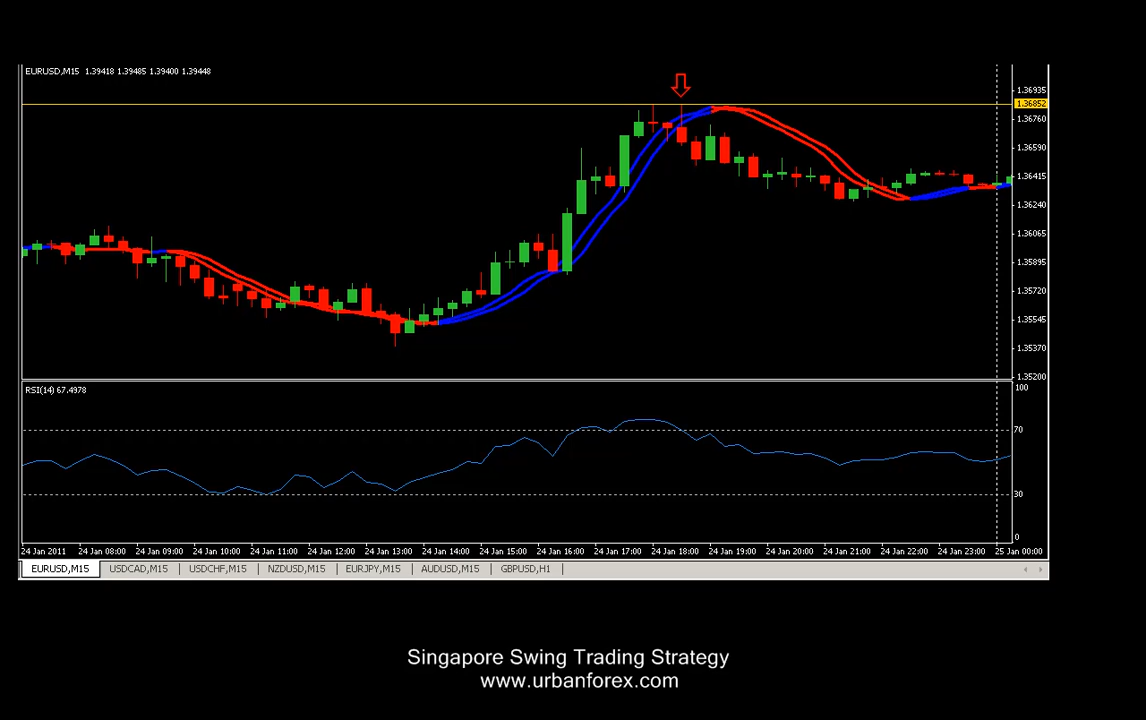 EURUSD,M15 1.39418 1.39485 1.39400 1.39448
1.36935
1.36852
1.36760
1.36590
1.36415
1.36240
1.36065
1.35895
1.35720
1.35545
1.35370
1.35200
RSI(14) 67.4978
100
70
30
0
24 Jan 2011 24 Jan 08:00 24 Jan 09:00 24 Jan 10:00 24 Jan 11:00 24 Jan 12:00 24 Jan 13:00 24 Jan 14:00 24 Jan 15:00 24 Jan 16:00 24 Jan 17:00 24 Jan 18:00 24 Jan 19:00 24 Jan 20:00 24 Jan 21:00 24 Jan 22:00 24 Jan 23:00 25 Jan 00:00
EURUSD,M15 USDCAD,M15 USDCHF,M15 NZDUSD,M15 EURJPY,M15 AUDUSD,M15 GBPUSD,H1
Singapore Swing Trading Strategy
www.urbanforex.com